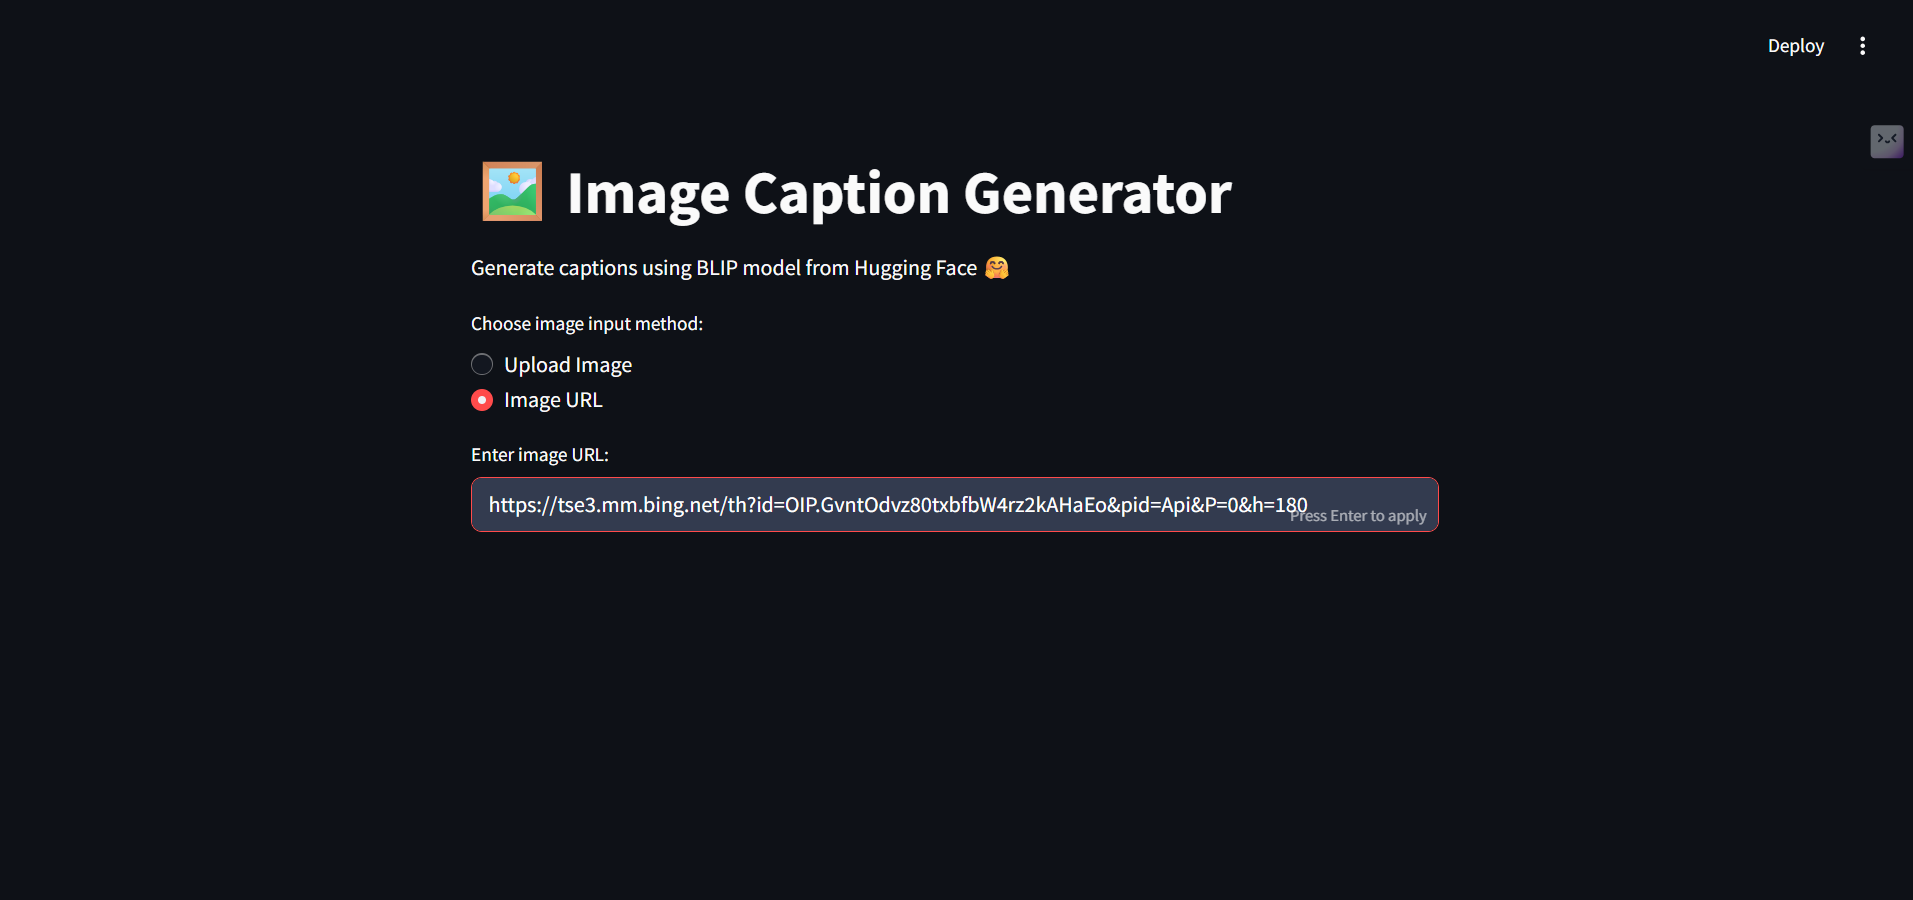 Deploy
Image Caption Generator
Generate captions using BLIP model from Hugging Face 🤗
Choose image input method:
Upload Image
Image URL
Enter image URL:
https://tse3.mm.bing.net/th?id=OIP.GvntOdvz80txbfbW4rz2kAHaEo&pid=Api&P=0&h=180
Press Enter to apply